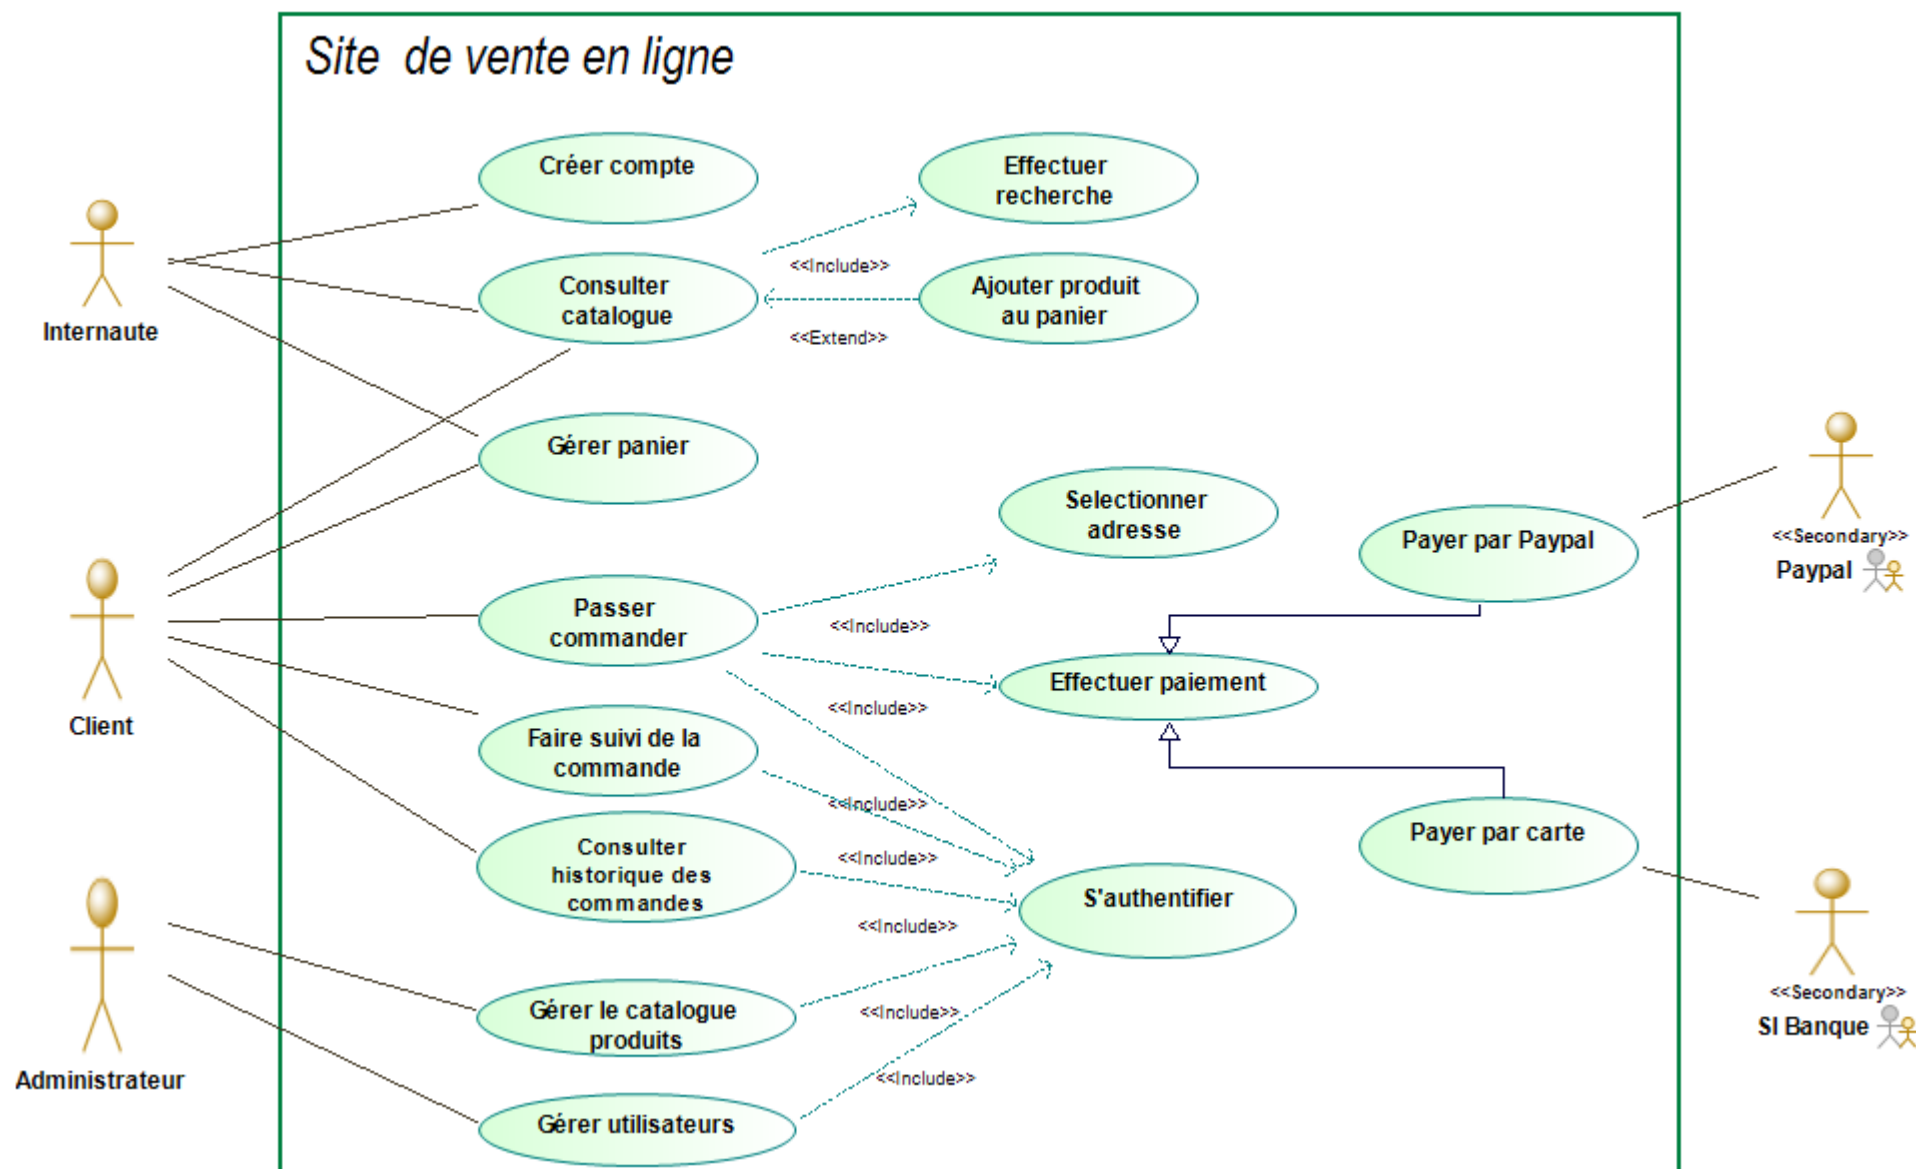 Site de vente en ligne
Créer compte
Effectuer
recherche
<<Include>>
Consulter
catalogue
Ajouter produit
au panier
<<Extend>>
Internaute
Gérer panier
Selectionner
adresse
Payer par Paypal
<<Secondary>>
Paypal
Passer
commander
<<Include>>
Effectuer paiement
<<Include>>
Client
Faire suivi de la
commande
<<Include>>
Payer par carte
Consulter
historique des
commandes
<<Include>>
S'authentifier
<<Include>>
<<Secondary>>
SI Banque
Gérer le catalogue
produits
<<Include>>
Administrateur
<<Include>>
Gérer utilisateurs